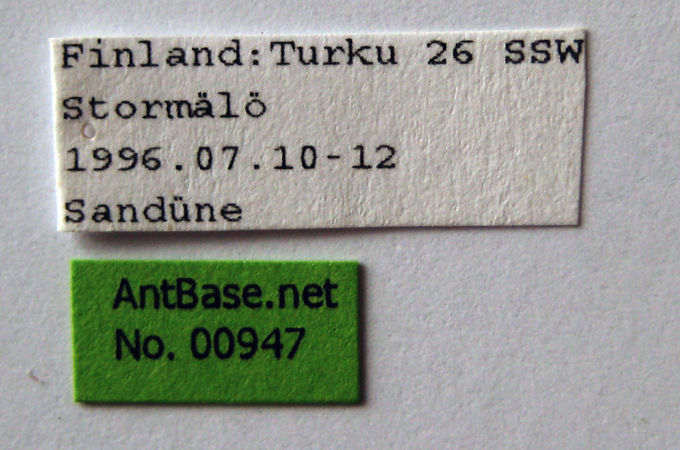 Finland:Turku 26 SSW
Stormälö
1996.07.10-12
Sandüne
AntBase.net
No. 00947